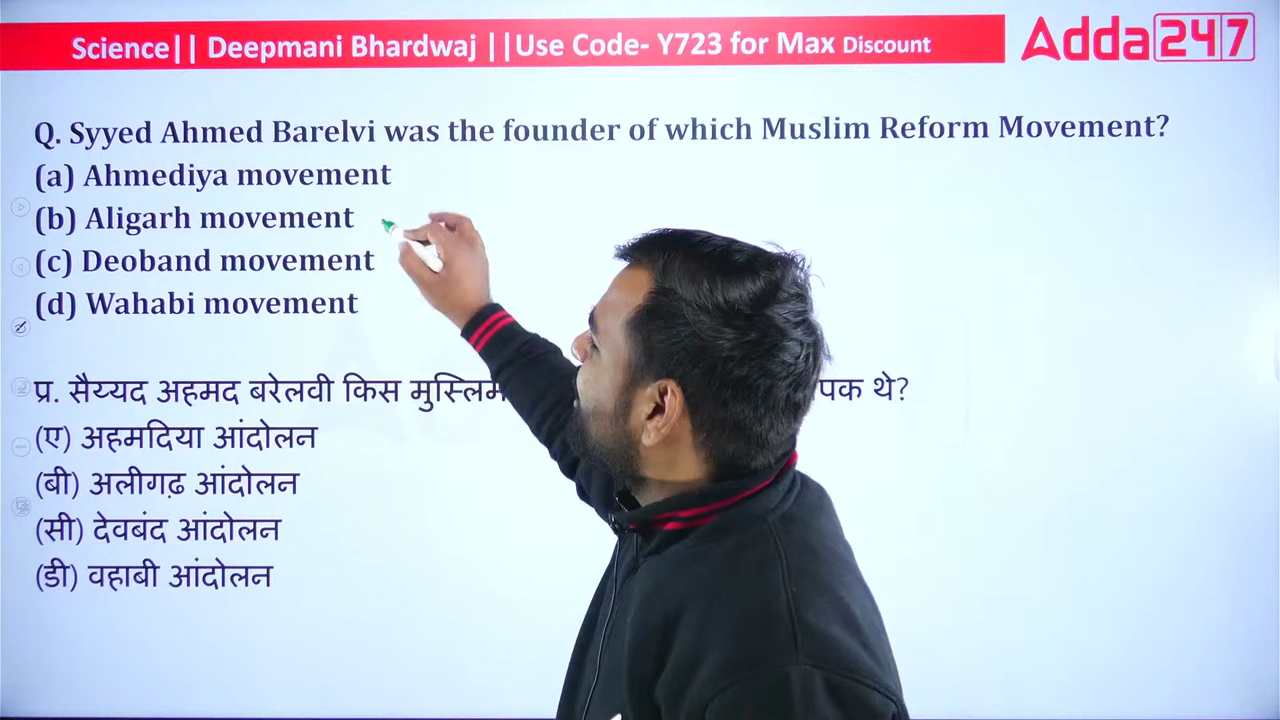 Science|| Deepmani Bhardwaj ||Use Code- Y723 for Max Discount
Adda247
Q. Syyed Ahmed Barelvi was the founder of which Muslim Reform Movement?
(a) Ahmediya movement
(b) Aligarh movement
(c) Deoband movement
(d) Wahabi movement
प्र. सैय्यद अहमद बरेलवी किस मुस्लिम पक थे?
(ए) अहमदिया आंदोलन
(बी) अलीगढ़ आंदोलन
(सी) देवबंद आंदोलन
(डी) वहाबी आंदोलन